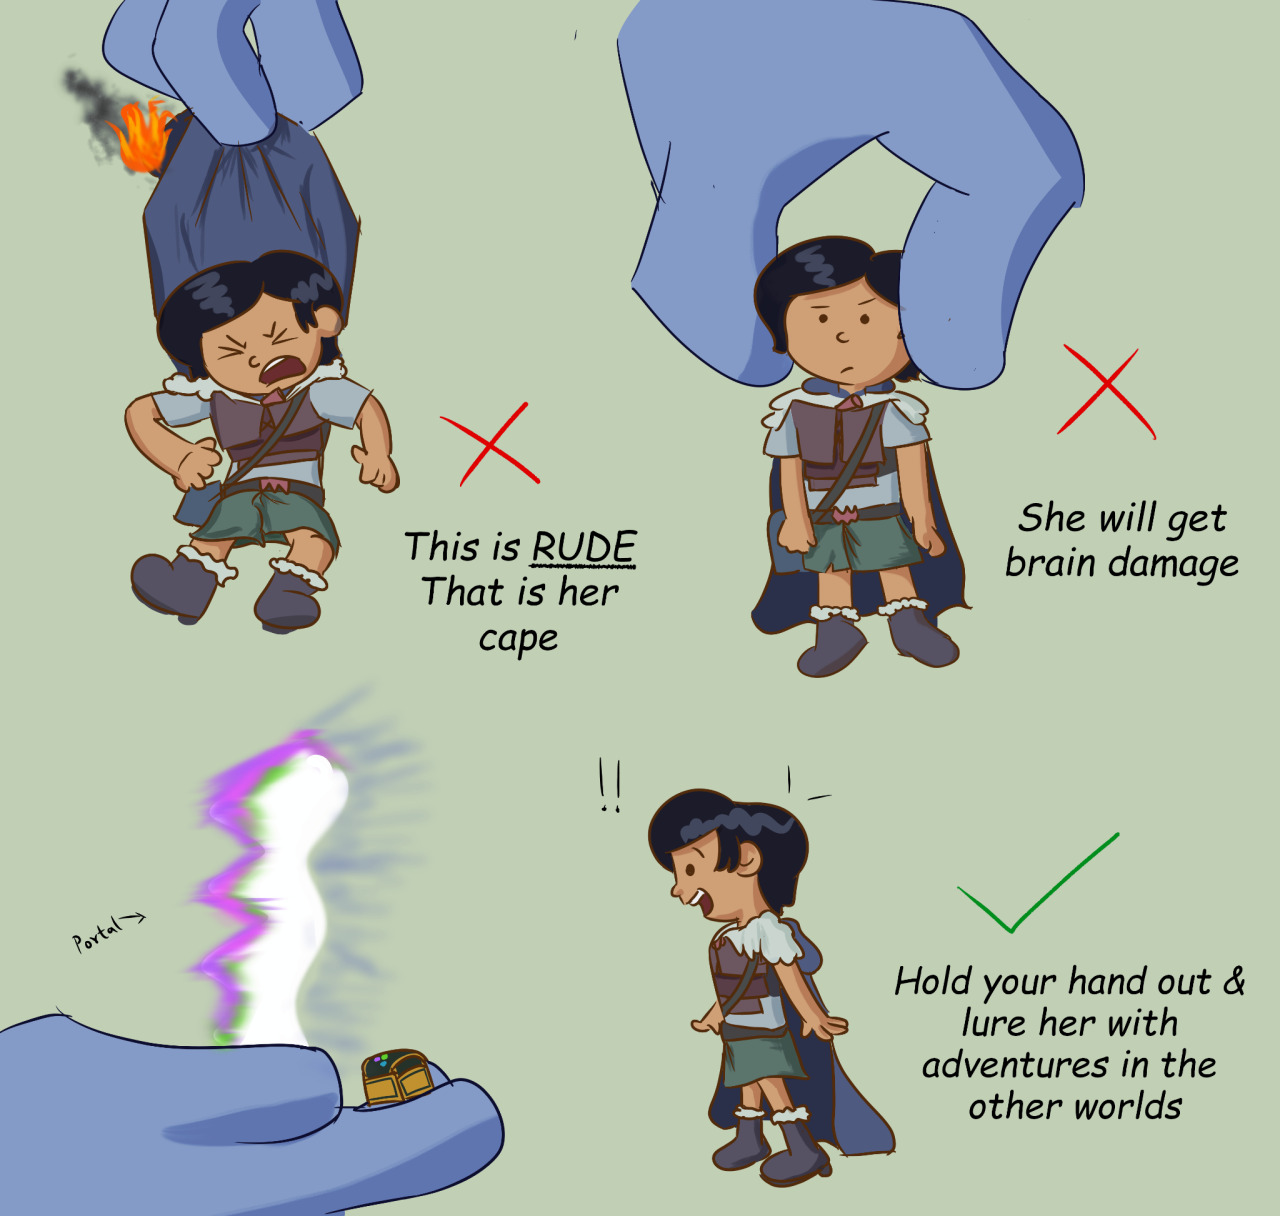 This is RUDE
That is her
cape
She will get
brain damage
!!
Portal→
Hold your hand out &
lure her with
adventures in the
other worlds